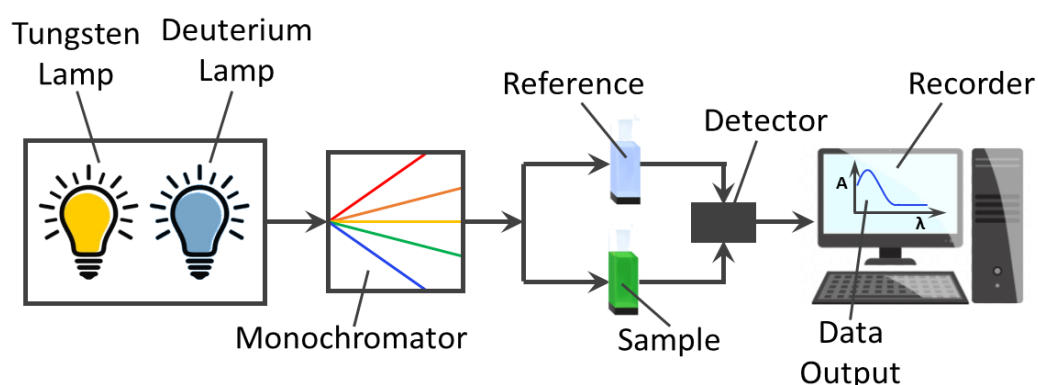 Tungsten
Lamp
Deuterium
Lamp
Reference
Detector
Recorder
A
λ
Monochromator
Sample
Data
Output